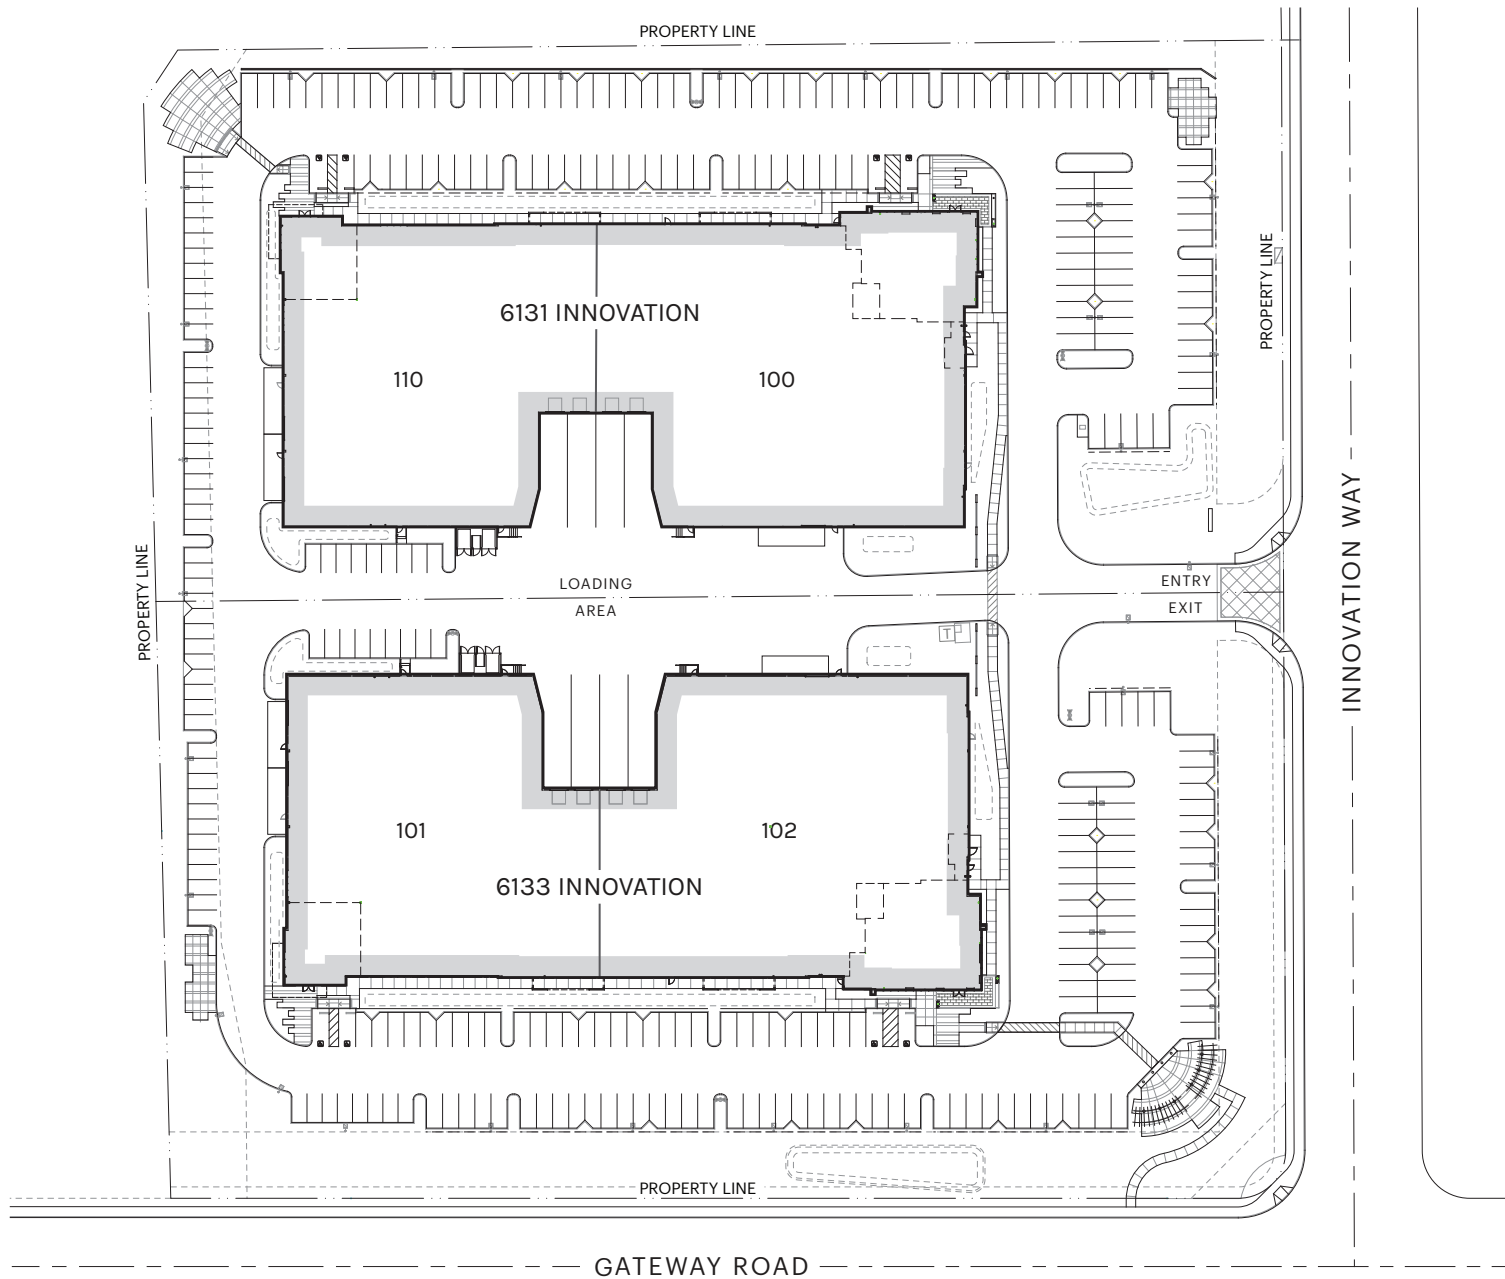 PROPERTY LINE
PROPERTY LINE
6131 INNOVATION
110
100
INNOVATION WAY
PROPERTY LINE
LOADING
AREA
ENTRY
EXIT
T
101
102
6133 INNOVATION
PROPERTY LINE
GATEWAY ROAD